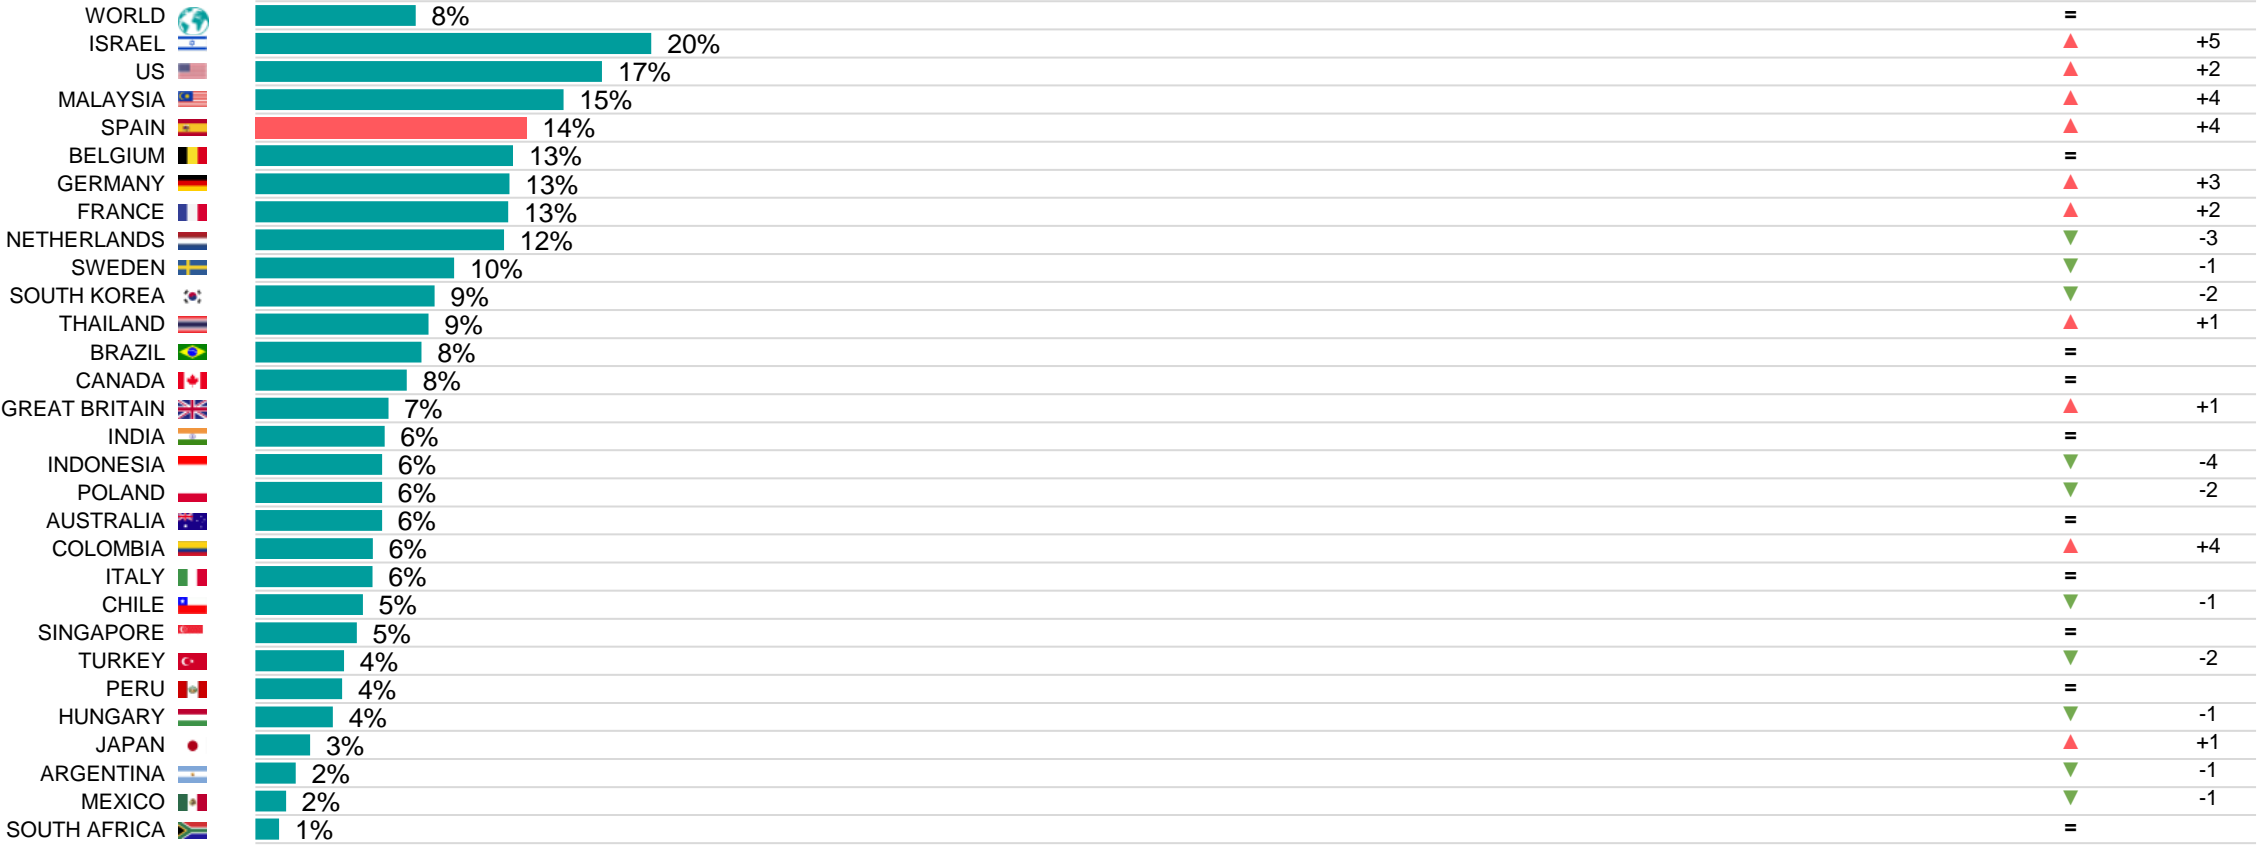 WORLD 8% =
ISRAEL 20% ▲ +5
US 17% ▲ +2
MALAYSIA 15% ▲ +4
SPAIN 14% ▲ +4
BELGIUM 13% =
GERMANY 13% ▲ +3
FRANCE 13% ▲ +2
NETHERLANDS 12% ▼ -3
SWEDEN 10% ▼ -1
SOUTH KOREA 9% ▼ -2
THAILAND 9% ▲ +1
BRAZIL 8% =
CANADA 8% =
GREAT BRITAIN 7% ▲ +1
INDIA 6% =
INDONESIA 6% ▼ -4
POLAND 6% ▼ -2
AUSTRALIA 6% =
COLOMBIA 6% ▲ +4
ITALY 6% =
CHILE 5% ▼ -1
SINGAPORE 5% =
TURKEY 4% ▼ -2
PERU 4% =
HUNGARY 4% ▼ -1
JAPAN 3% ▲ +1
ARGENTINA 2% ▼ -1
MEXICO 2% ▼ -1
SOUTH AFRICA 1% =